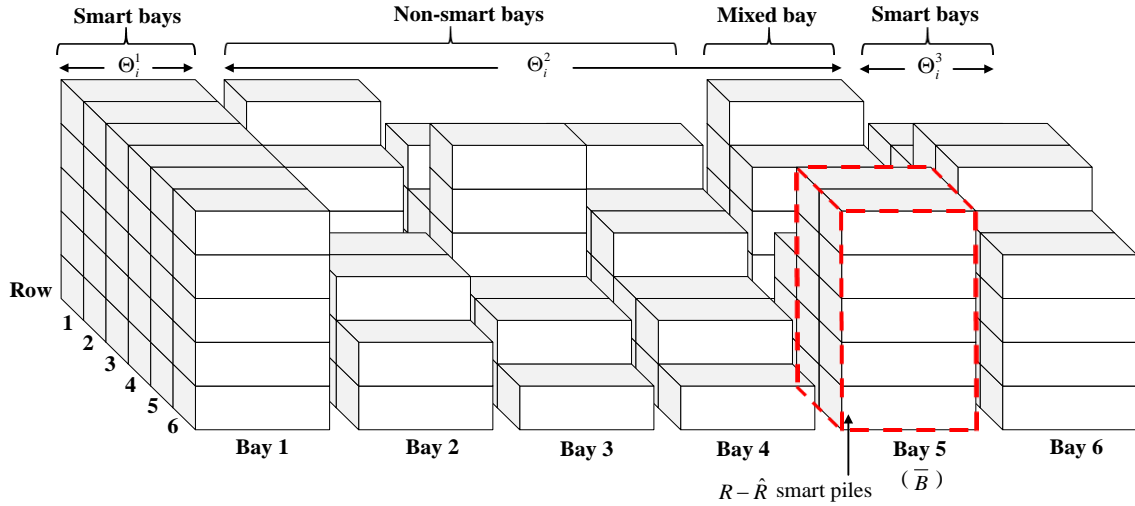 Smart bays
Non-smart bays
Mixed bay
Smart bays
Θ_i^1
Θ_i^2
Θ_i^3
Row
1
2
3
4
5
6
Bay 1
Bay 2
Bay 3
Bay 4
Bay 5
Bay 6
(B̅)
R – R̂ smart piles